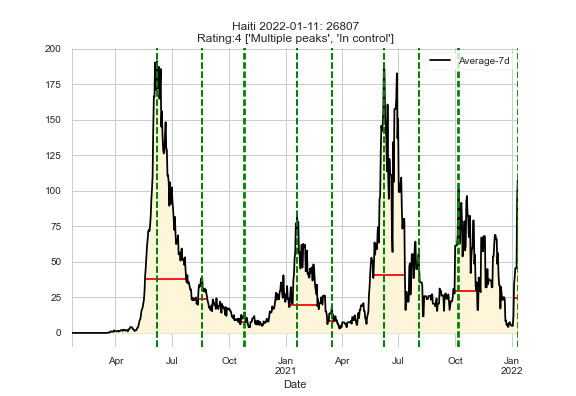 Haiti 2022-01-11: 26807
Rating:4 ['Multiple peaks', 'In control']
Average-7d
200
175
150
125
100
75
50
25
0
Apr
Jul
Oct
Jan
2021
Apr
Jul
Oct
Jan
2022
Date